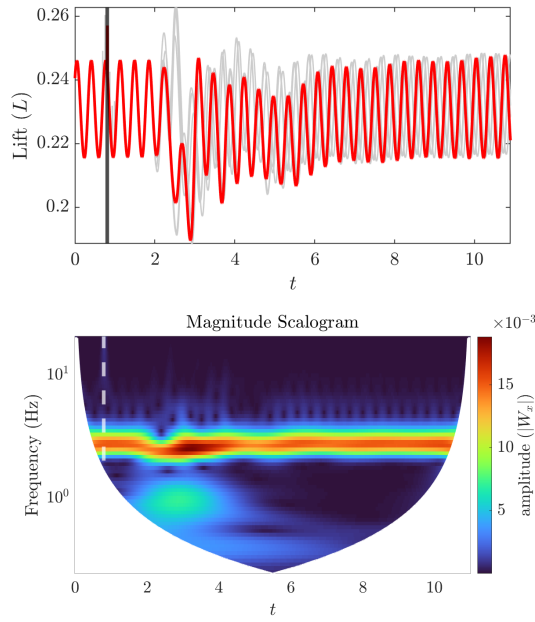 0.26
0.24
0.22
0.2
Lift (L)
0 2 4 6 8 10
t
Magnitude Scalogram
×10⁻³
10¹
10⁰
Frequency (Hz)
15
10
5
amplitude (|Wₓ|)
0 2 4 6 8 10
t